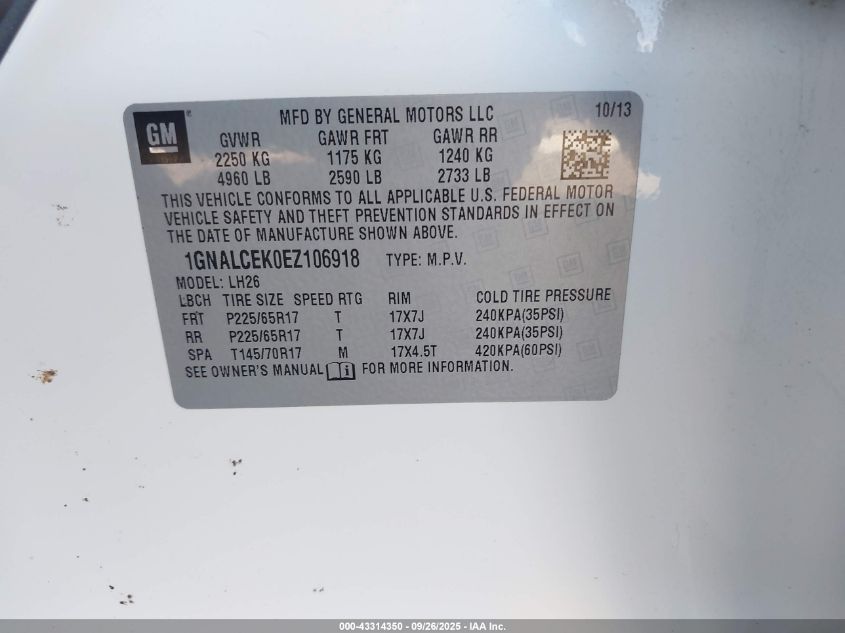 GM ®
MFD BY GENERAL MOTORS LLC 10/13
GVWR GAWR FRT GAWR RR
2250 KG 1175 KG 1240 KG
4960 LB 2590 LB 2733 LB
THIS VEHICLE CONFORMS TO ALL APPLICABLE U.S. FEDERAL MOTOR
VEHICLE SAFETY AND THEFT PREVENTION STANDARDS IN EFFECT ON
THE DATE OF MANUFACTURE SHOWN ABOVE.
1GNALCEK0EZ106918 TYPE: M.P.V.
MODEL: LH26
LBCH TIRE SIZE SPEED RTG RIM COLD TIRE PRESSURE
FRT P225/65R17 T 17X7J 240KPA(35PSI)
RR P225/65R17 T 17X7J 240KPA(35PSI)
SPA T145/70R17 M 17X4.5T 420KPA(60PSI)
SEE OWNER'S MANUAL i FOR MORE INFORMATION.
000-43314350 - 09/26/2025 - IAA Inc.